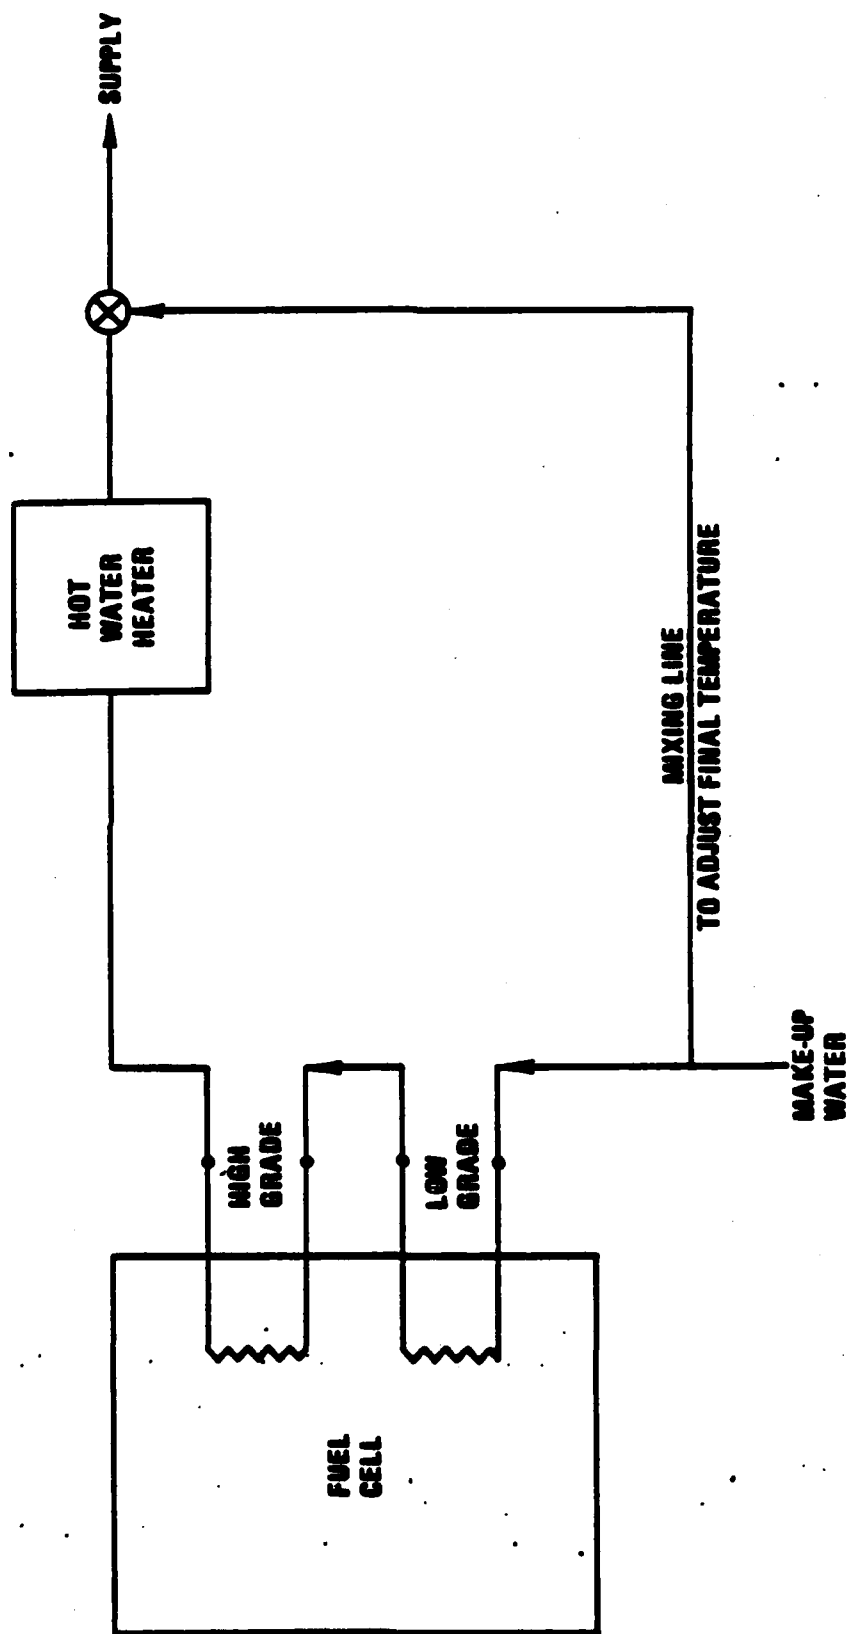 FUEL
CELL
HIGH
GRADE
LOW
GRADE
HOT
WATER
HEATER
SUPPLY
MIXING LINE
TO ADJUST FINAL TEMPERATURE
MAKE-UP
WATER